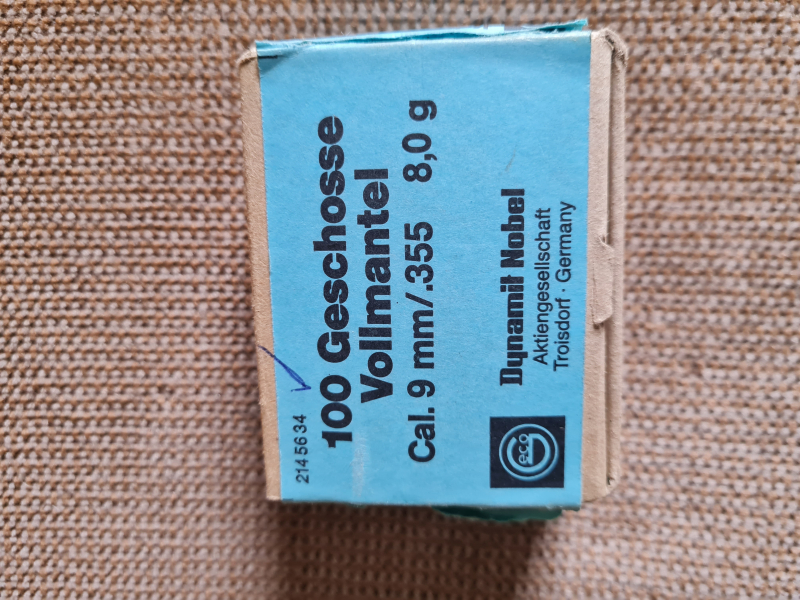 214 56 34
100 Geschosse
Vollmantel
Cal. 9 mm/.355 8,0 g
Geco
Dynamit Nobel
Aktiengesellschaft
Troisdorf · Germany